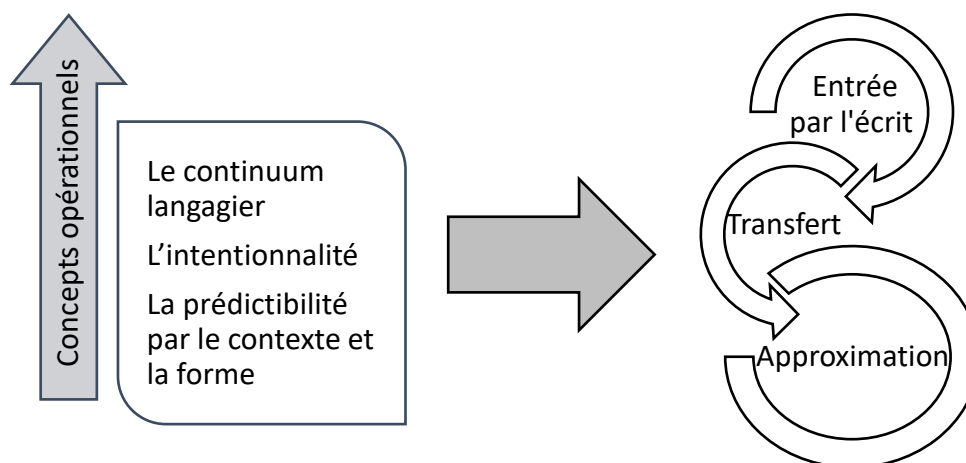 Concepts opérationnels
Le continuum
langagier
L’intentionnalité
La prédictibilité
par le contexte et
la forme
Entrée
par l'écrit
Transfert
Approximation